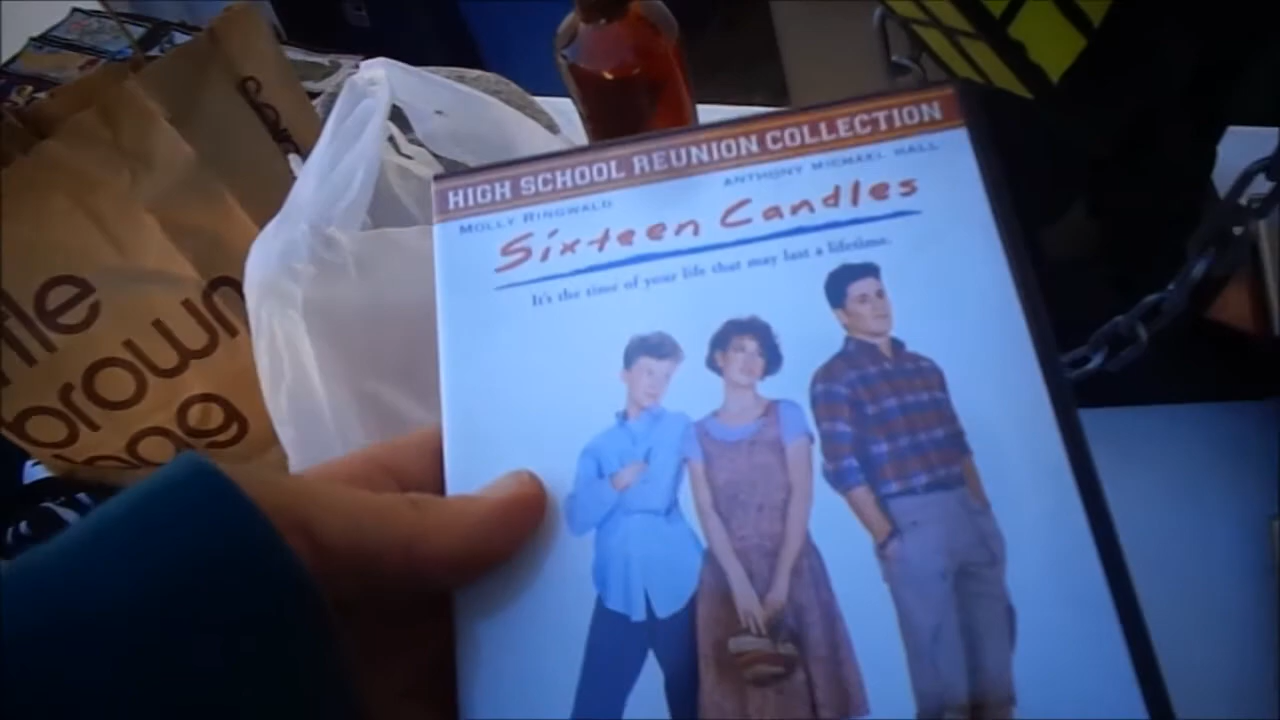 HIGH SCHOOL REUNION COLLECTION
MOLLY RINGWALD
ANTHONY MICHAEL HALL
Sixteen Candles
It's the time of your life that may last a lifetime.
brown
bag